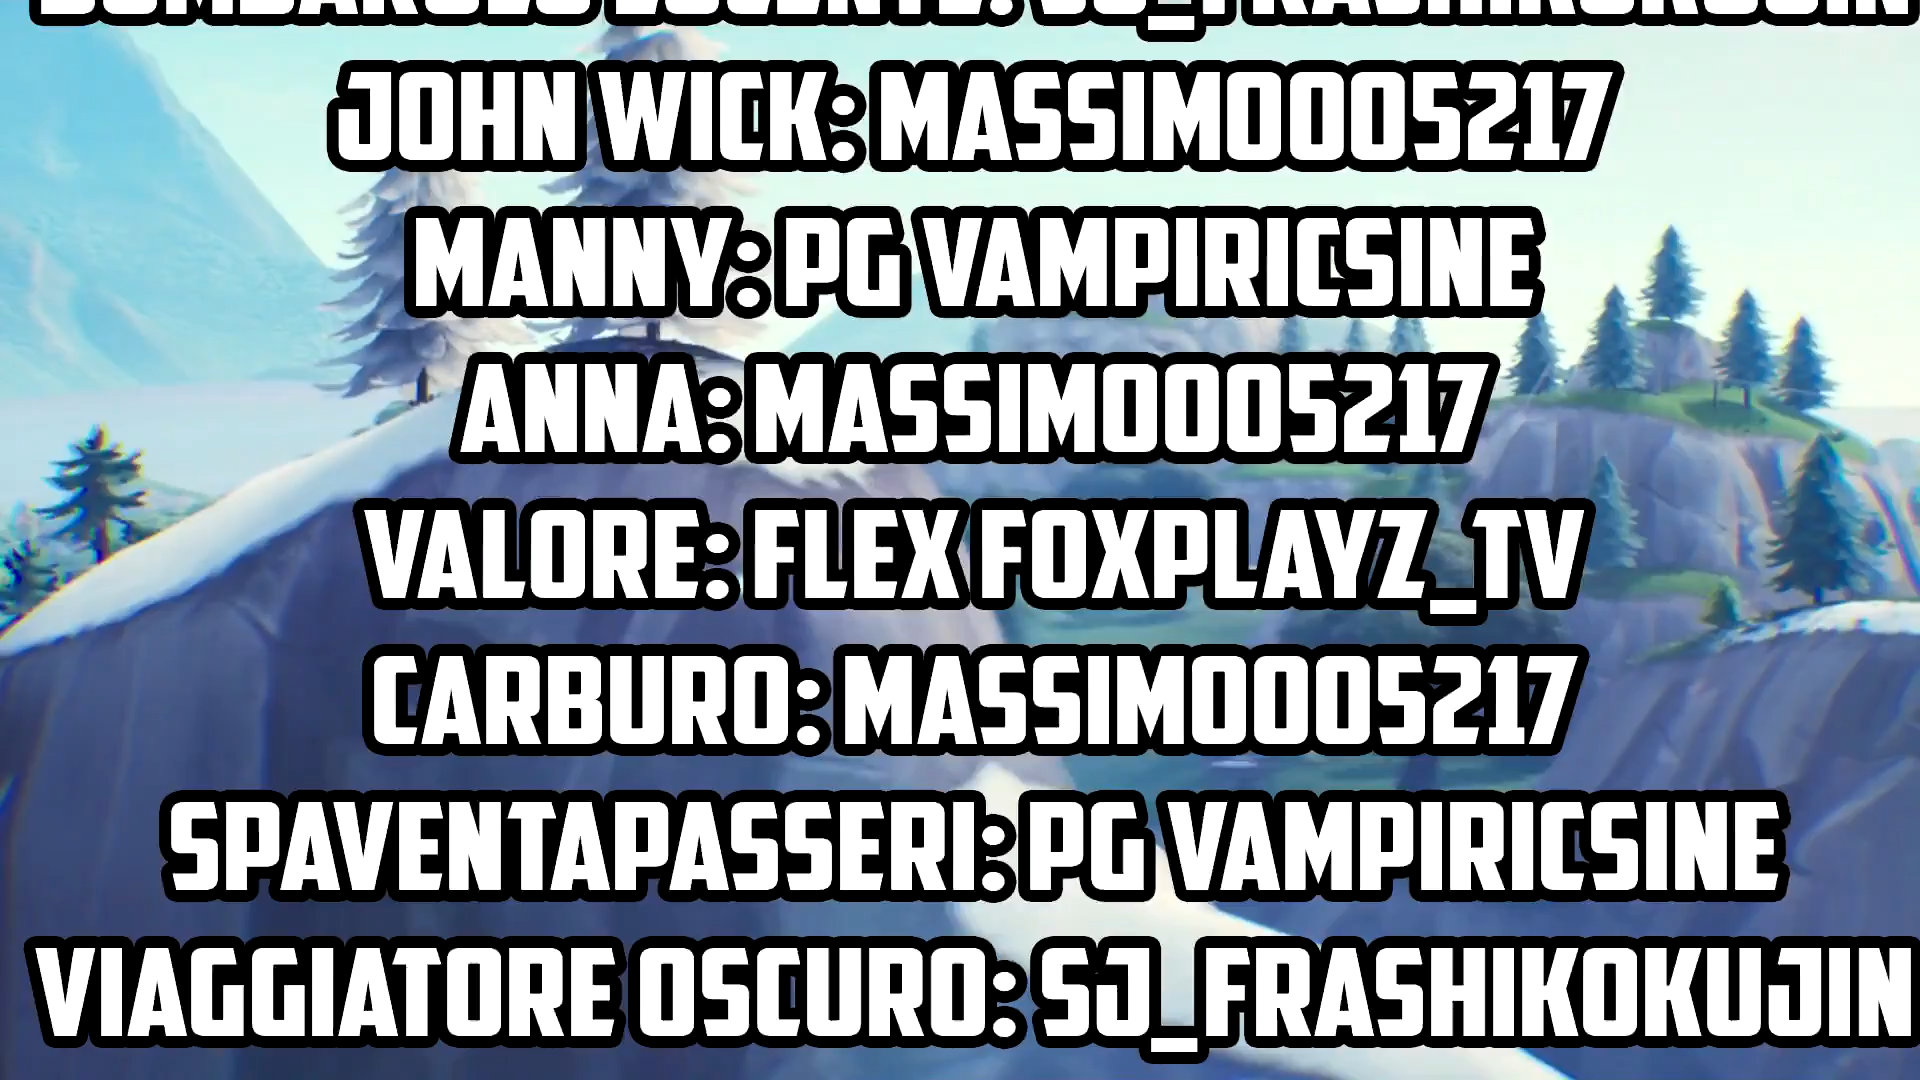 JOHN WICK: MASSIMO005217
MANNY: PG VAMPIRICSINE
ANNA: MASSIMO005217
VALORE: FLEX FOXPLAYZ_TV
CARBURO: MASSIMO005217
SPAVENTAPASSERI: PG VAMPIRICSINE
VIAGGIATORE OSCURO: SJ_FRASHIKOKUJIN